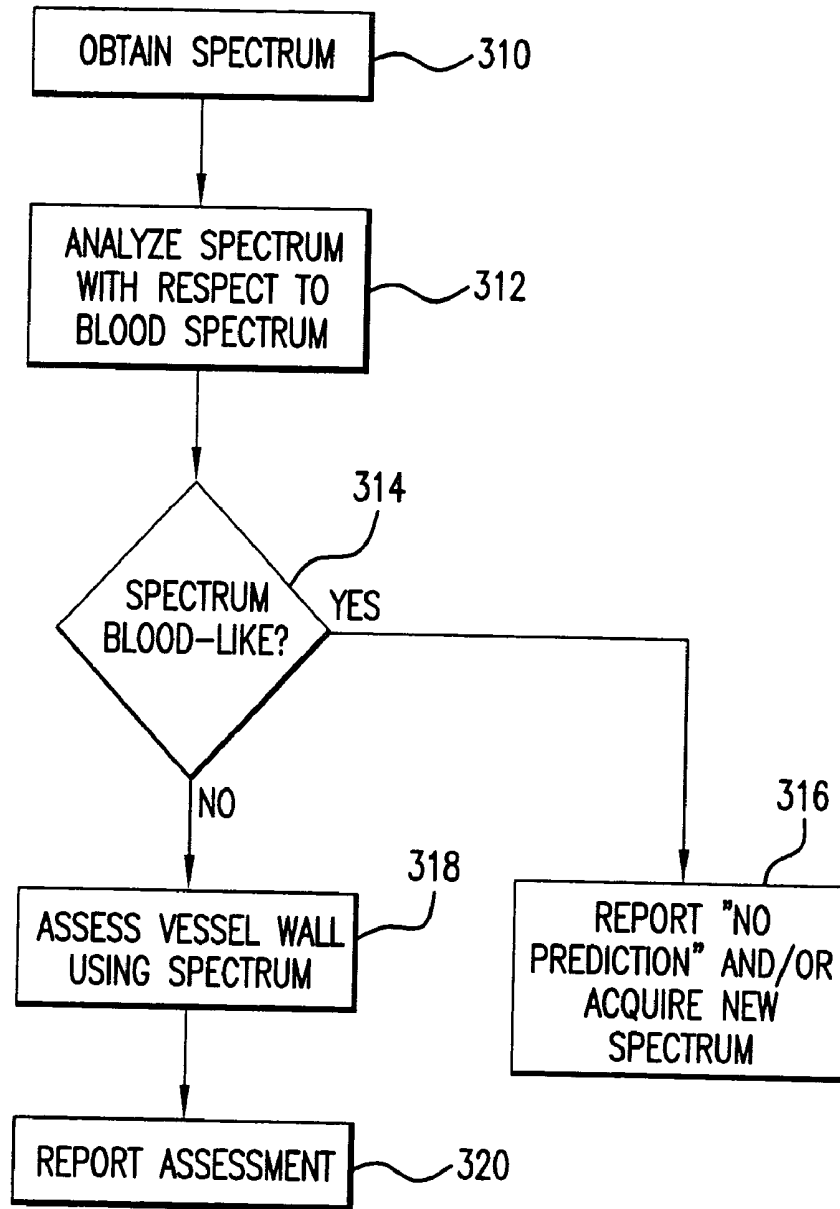 OBTAIN SPECTRUM
310
ANALYZE SPECTRUM
WITH RESPECT TO
BLOOD SPECTRUM
312
314
SPECTRUM
BLOOD-LIKE?
YES
NO
316
318
ASSESS VESSEL WALL
USING SPECTRUM
REPORT "NO
PREDICTION" AND/OR
ACQUIRE NEW
SPECTRUM
REPORT ASSESSMENT
320